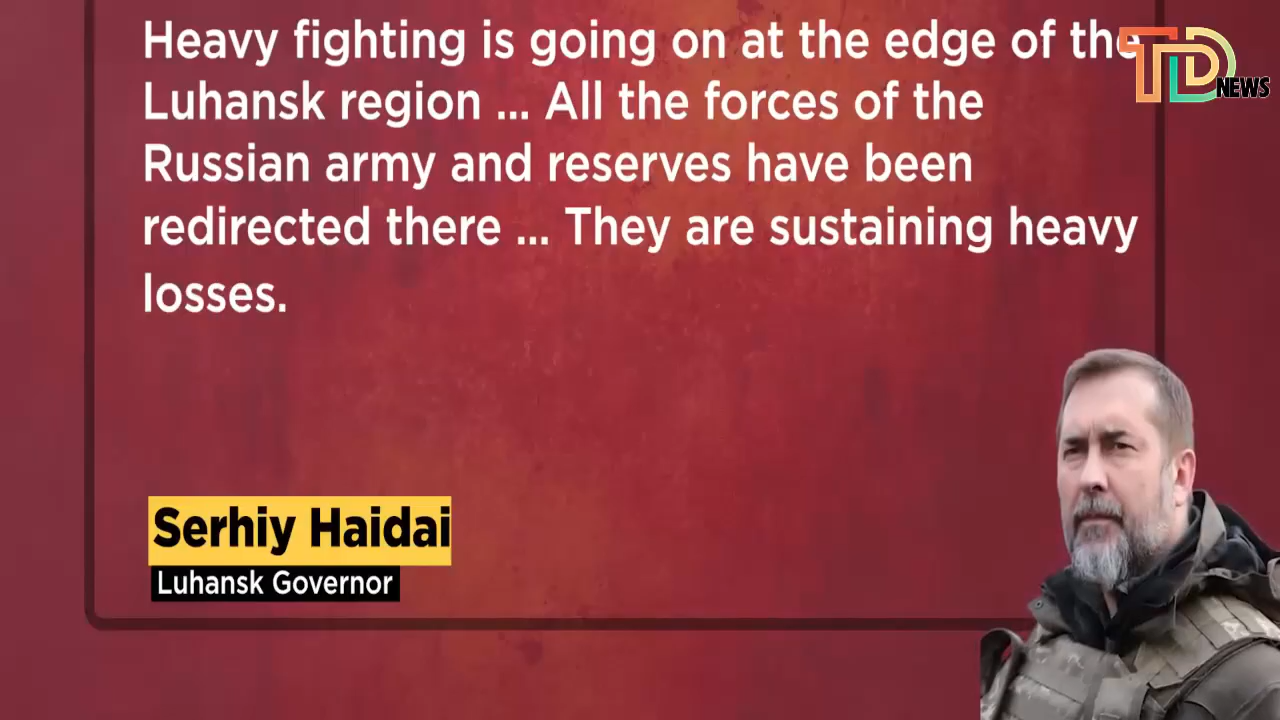 Heavy fighting is going on at the edge of the
Luhansk region ... All the forces of the
Russian army and reserves have been
redirected there ... They are sustaining heavy
losses.
TLD NEWS
Serhiy Haidai
Luhansk Governor